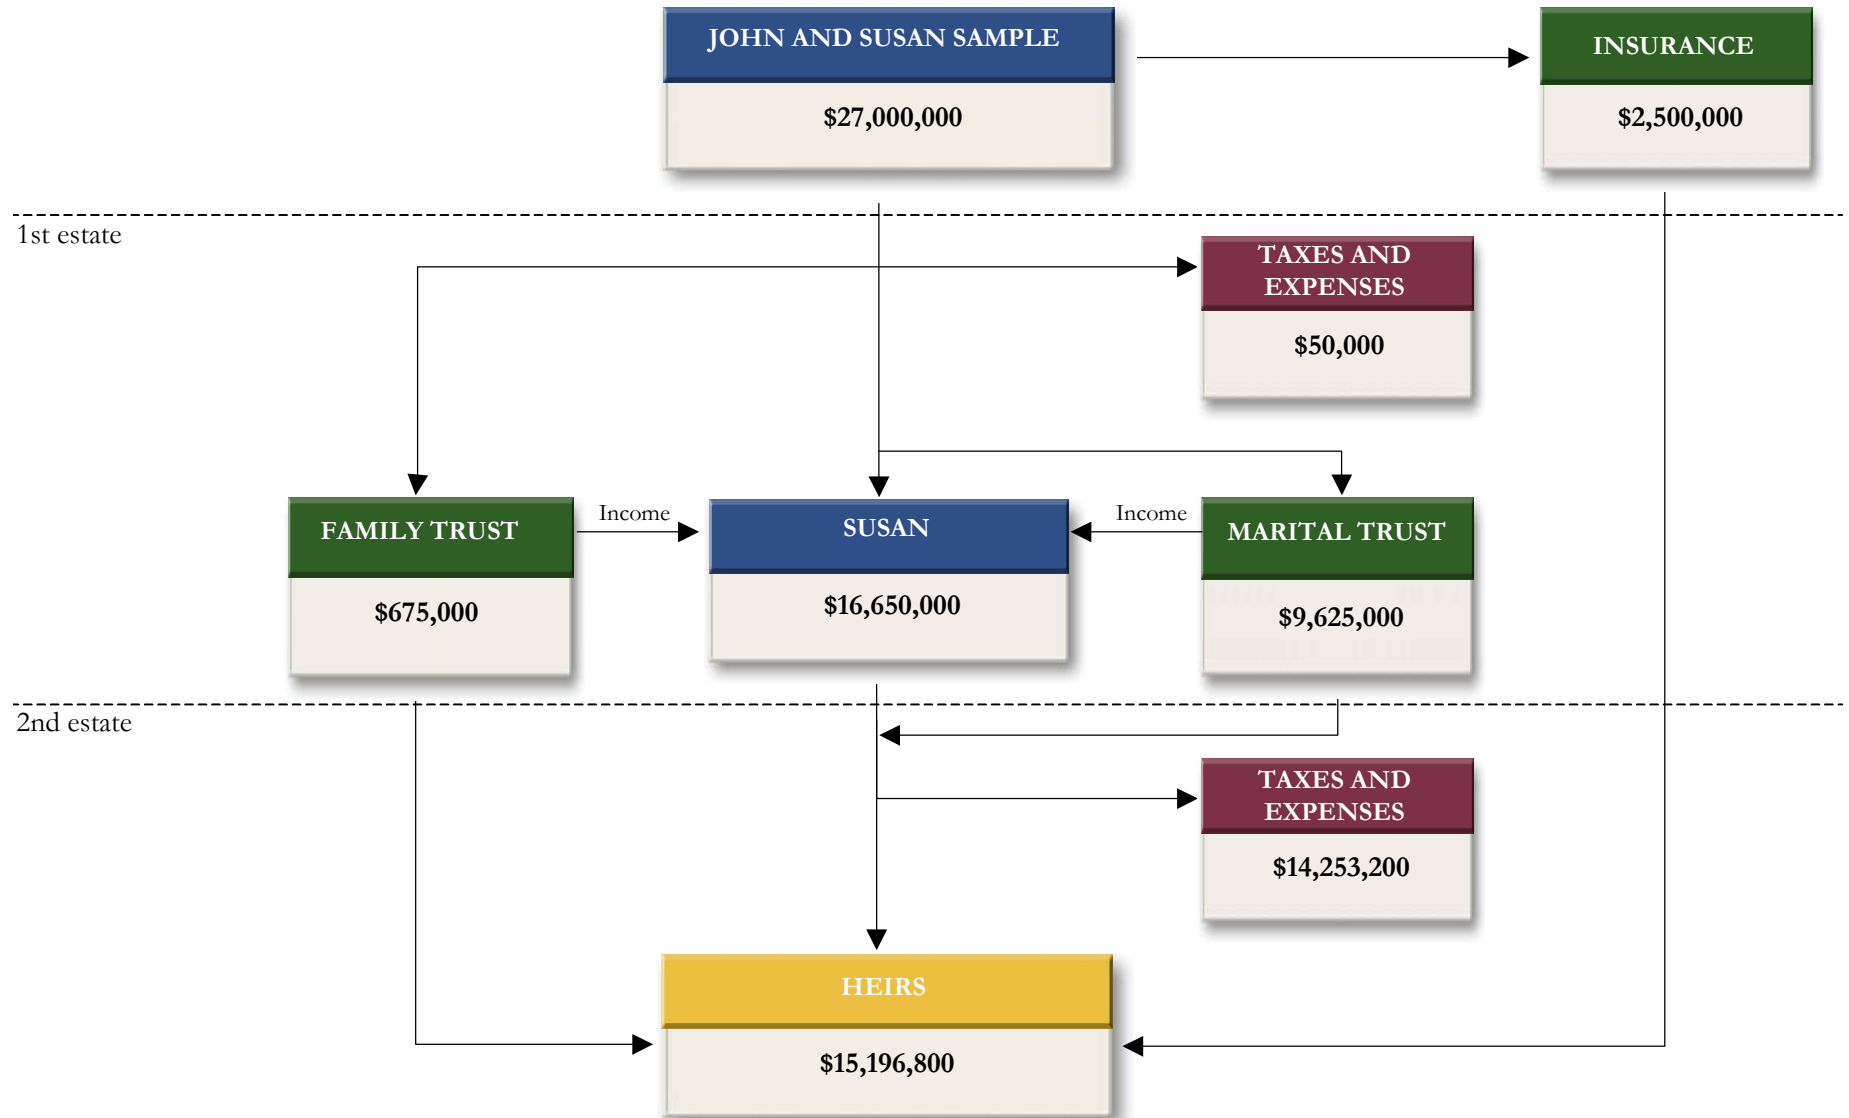 JOHN AND SUSAN SAMPLE
$27,000,000
INSURANCE
$2,500,000
1st estate
TAXES AND
EXPENSES
$50,000
FAMILY TRUST
$675,000
Income
SUSAN
$16,650,000
Income
MARITAL TRUST
$9,625,000
2nd estate
TAXES AND
EXPENSES
$14,253,200
HEIRS
$15,196,800